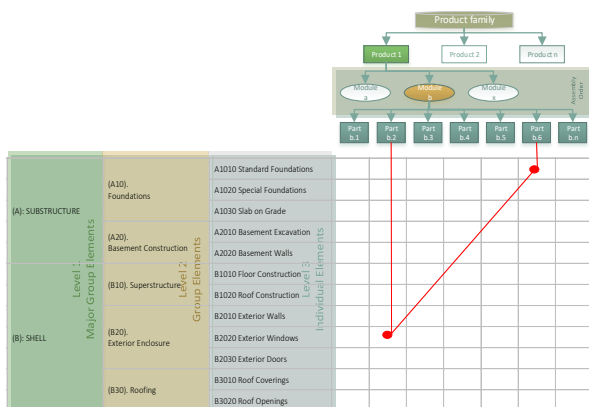 Product family
Product 1
Product 2
Product n
Module
a
Module
b
Module
x
Assembly
Order
Part
b.1
Part
b.2
Part
b.3
Part
b.4
Part
b.5
Part
b.6
Part
b.n
(A): SUBSTRUCTURE
(B): SHELL
Level 1:
Major Group Elements
(A10).
Foundations
(A20).
Basement Construction
(B10). Superstructure
(B20).
Exterior Enclosure
(B30). Roofing
Level 2:
Group Elements
A1010 Standard Foundations
A1020 Special Foundations
A1030 Slab on Grade
A2010 Basement Excavation
A2020 Basement Walls
B1010 Floor Construction
B1020 Roof Construction
B2010 Exterior Walls
B2020 Exterior Windows
B2030 Exterior Doors
B3010 Roof Coverings
B3020 Roof Openings
Level 3:
Individual Elements